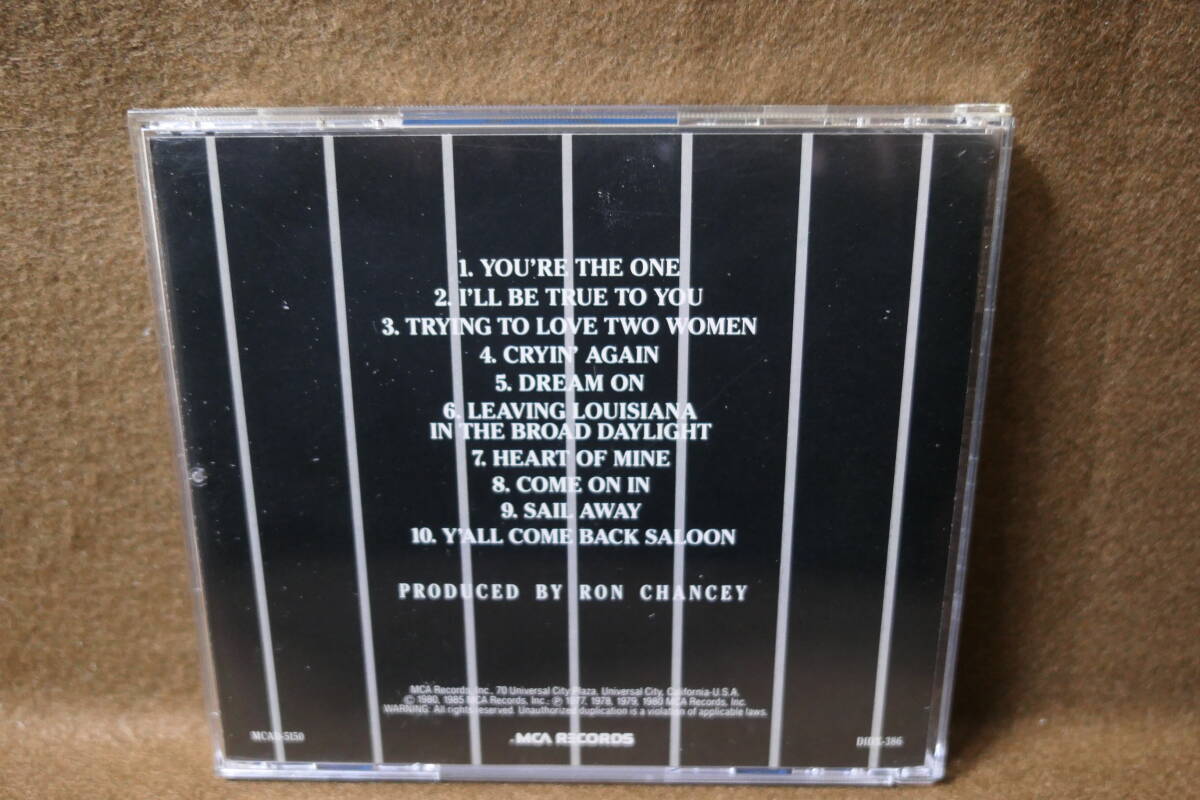 1. YOU'RE THE ONE
2. I'LL BE TRUE TO YOU
3. TRYING TO LOVE TWO WOMEN
4. CRYIN' AGAIN
5. DREAM ON
6. LEAVING LOUISIANA
IN THE BROAD DAYLIGHT
7. HEART OF MINE
8. COME ON IN
9. SAIL AWAY
10. Y'ALL COME BACK SALOON
PRODUCED BY RON CHANCEY
MCA Records, Inc., 70 Universal City Plaza, Universal City, California-U.S.A.
© 1980, 1985 MCA Records, Inc.; ℗ 1977, 1978, 1979, 1980 MCA Records, Inc.
WARNING: All rights reserved. Unauthorized duplication is a violation of applicable laws.
MCAD-5150
MCA RECORDS
DIDX-386